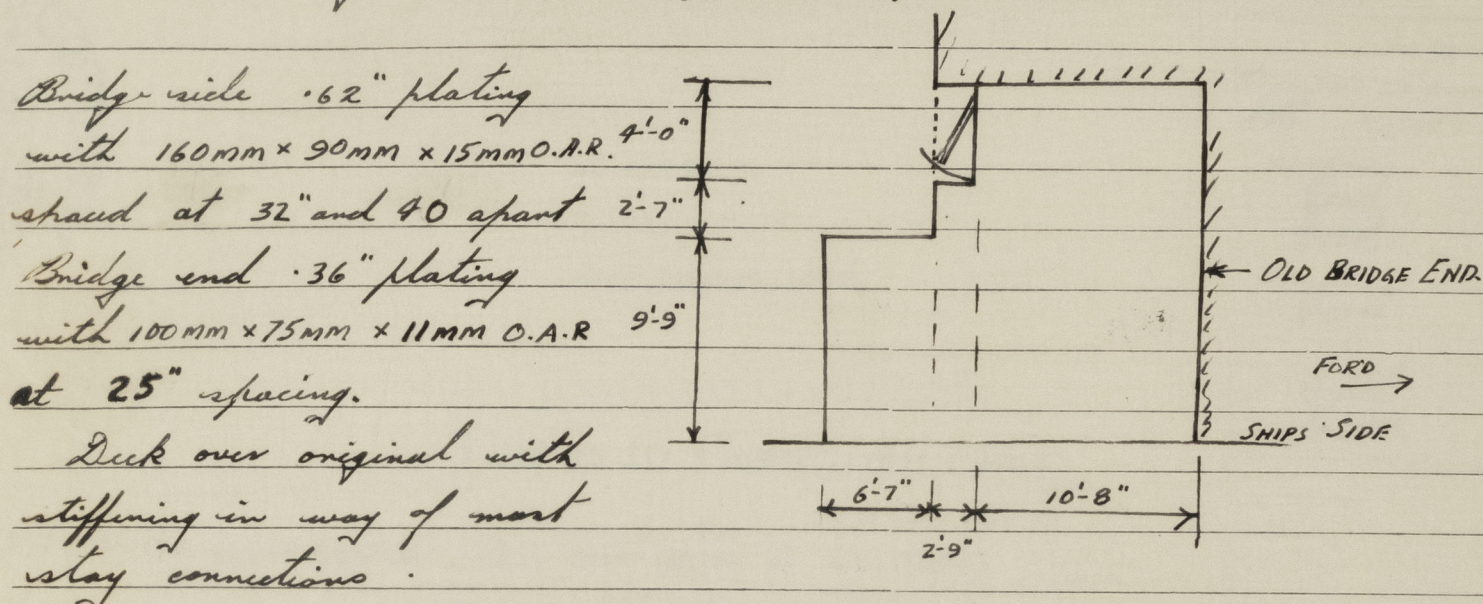 Bridge side .62" plating
with 160mm × 90mm × 15mm O.A.R.
spaced at 32" and 40 apart
Bridge end .36" plating
with 100mm × 75mm × 11mm O.A.R
at 25" spacing.
Deck over original with
stiffening in way of mast
stay connections.
4'-0"
2'-7"
9'-9"
OLD BRIDGE END.
FOR'D
SHIPS SIDE
6'-7"
2'-9"
10'-8"